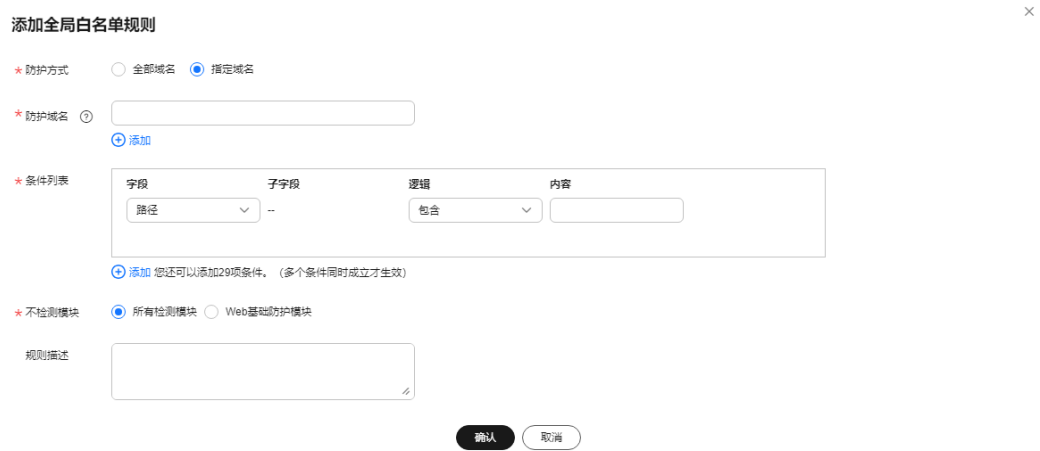 添加全局白名单规则
* 防护方式 全部域名 指定域名
* 防护域名 ?
添加
* 条件列表
字段 子字段 逻辑 内容
路径 -- 包含
添加 您还可以添加29项条件。（多个条件同时成立才生效）
* 不检测模块 所有检测模块 Web基础防护模块
规则描述
确认 取消